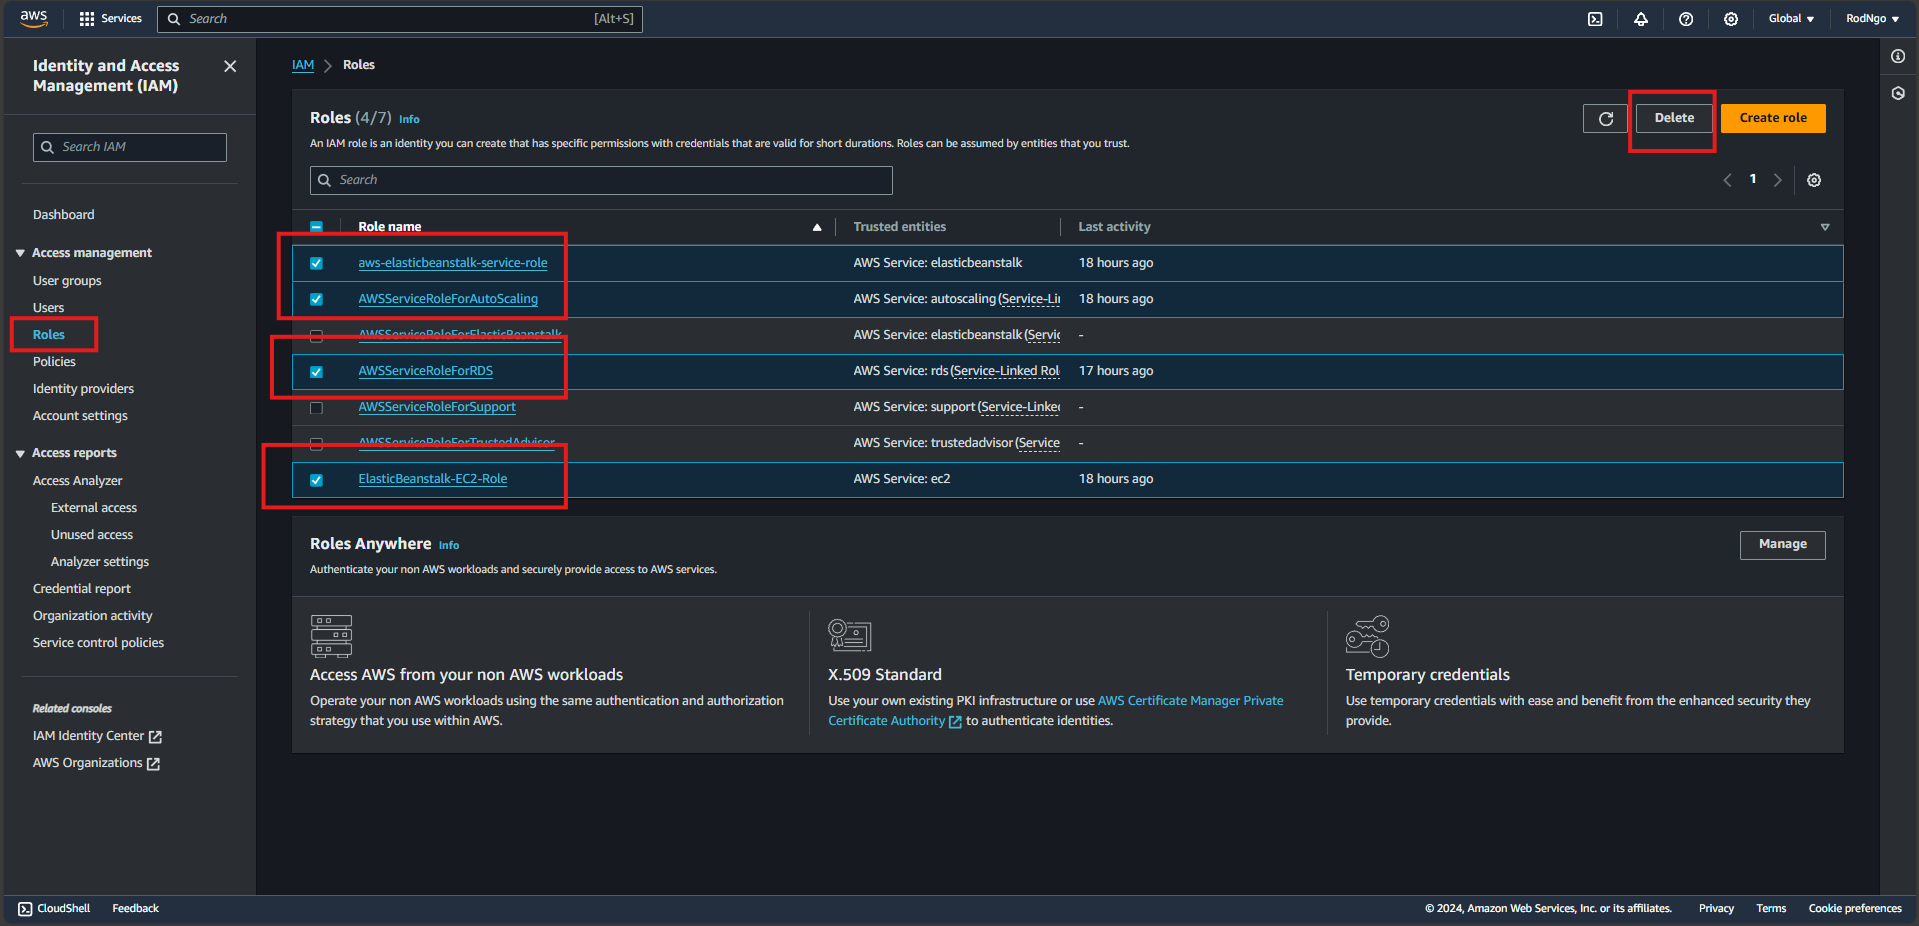 aws
Services
Search
[Alt+S]
Global
RodNgo
Identity and Access
Management (IAM)
Search IAM
Dashboard
Access management
User groups
Users
Roles
Policies
Identity providers
Account settings
Access reports
Access Analyzer
External access
Unused access
Analyzer settings
Credential report
Organization activity
Service control policies
Related consoles
IAM Identity Center
AWS Organizations
IAM > Roles
Roles (4/7) Info
Delete
Create role
An IAM role is an identity you can create that has specific permissions with credentials that are valid for short durations. Roles can be assumed by entities that you trust.
Search
1
Role name Trusted entities Last activity
aws-elasticbeanstalk-service-role AWS Service: elasticbeanstalk 18 hours ago
AWSServiceRoleForAutoScaling AWS Service: autoscaling (Service-Li 18 hours ago
AWSServiceRoleForElasticBeanstalk AWS Service: elasticbeanstalk (Servic -
AWSServiceRoleForRDS AWS Service: rds (Service-Linked Rol 17 hours ago
AWSServiceRoleForSupport AWS Service: support (Service-Linke -
AWSServiceRoleForTrustedAdvisor AWS Service: trustedadvisor (Service -
ElasticBeanstalk-EC2-Role AWS Service: ec2 18 hours ago
Roles Anywhere Info
Manage
Authenticate your non AWS workloads and securely provide access to AWS services.
Access AWS from your non AWS workloads
Operate your non AWS workloads using the same authentication and authorization
strategy that you use within AWS.
X.509 Standard
Use your own existing PKI infrastructure or use AWS Certificate Manager Private
Certificate Authority to authenticate identities.
Temporary credentials
Use temporary credentials with ease and benefit from the enhanced security they
provide.
CloudShell
Feedback
© 2024, Amazon Web Services, Inc. or its affiliates.
Privacy
Terms
Cookie preferences